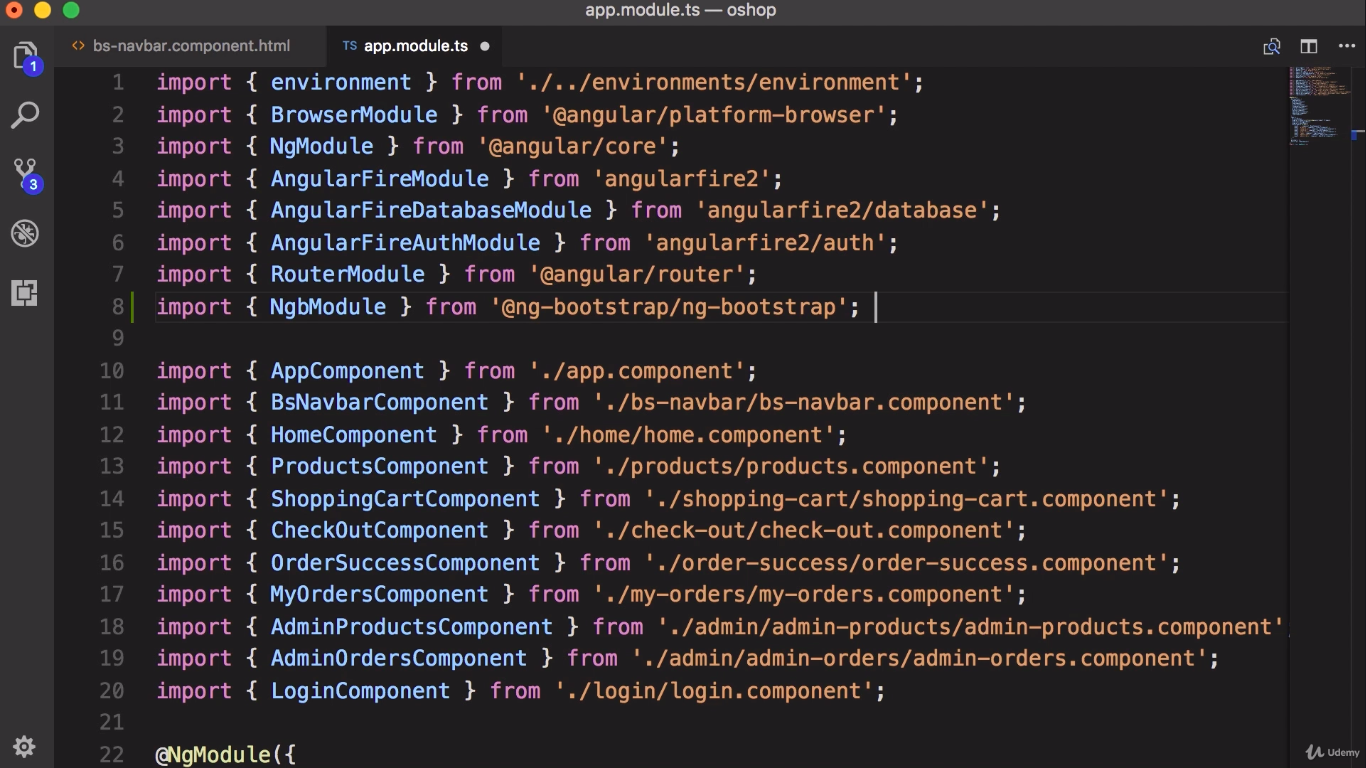 app.module.ts — oshop
<> bs-navbar.component.html
TS app.module.ts ●
1
3
1 import { environment } from './../environments/environment';
2 import { BrowserModule } from '@angular/platform-browser';
3 import { NgModule } from '@angular/core';
4 import { AngularFireModule } from 'angularfire2';
5 import { AngularFireDatabaseModule } from 'angularfire2/database';
6 import { AngularFireAuthModule } from 'angularfire2/auth';
7 import { RouterModule } from '@angular/router';
8 import { NgbModule } from '@ng-bootstrap/ng-bootstrap';
9
10 import { AppComponent } from './app.component';
11 import { BsNavbarComponent } from './bs-navbar/bs-navbar.component';
12 import { HomeComponent } from './home/home.component';
13 import { ProductsComponent } from './products/products.component';
14 import { ShoppingCartComponent } from './shopping-cart/shopping-cart.component';
15 import { CheckOutComponent } from './check-out/check-out.component';
16 import { OrderSuccessComponent } from './order-success/order-success.component';
17 import { MyOrdersComponent } from './my-orders/my-orders.component';
18 import { AdminProductsComponent } from './admin/admin-products/admin-products.component'
19 import { AdminOrdersComponent } from './admin/admin-orders/admin-orders.component';
20 import { LoginComponent } from './login/login.component';
21
22 @NgModule({
Udemy